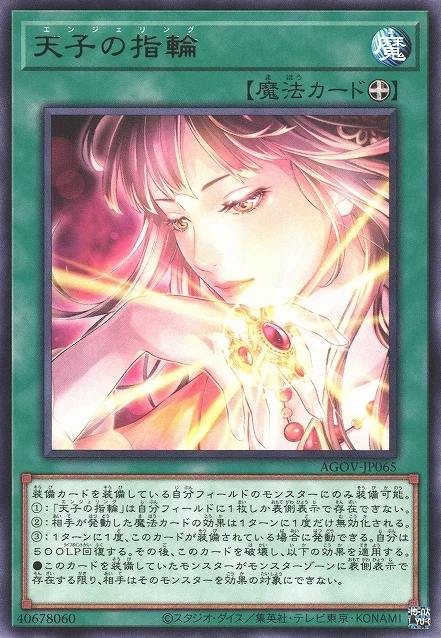 エンジェリング
天子の指輪
魔
まほう
【魔法カード】
AGOV-JP065
装備カードを装備している自分フィールドのモンスターにのみ装備可能。
①:「天子の指輪」は自分フィールドに1枚しか表側表示で存在できない。
②:相手が発動した魔法カードの効果は1ターンに1度だけ無効化される。
③:1ターンに1度、このカードが装備されている場合に発動できる。自分は
500LP回復する。その後、このカードを破壊し、以下の効果を適用する。
●このカードを装備していたモンスターがモンスターゾーンに表側表示で
存在する限り、相手はそのモンスターを効果の対象にできない。
40678060
©スタジオ・ダイス/集英社・テレビ東京・KONAMI